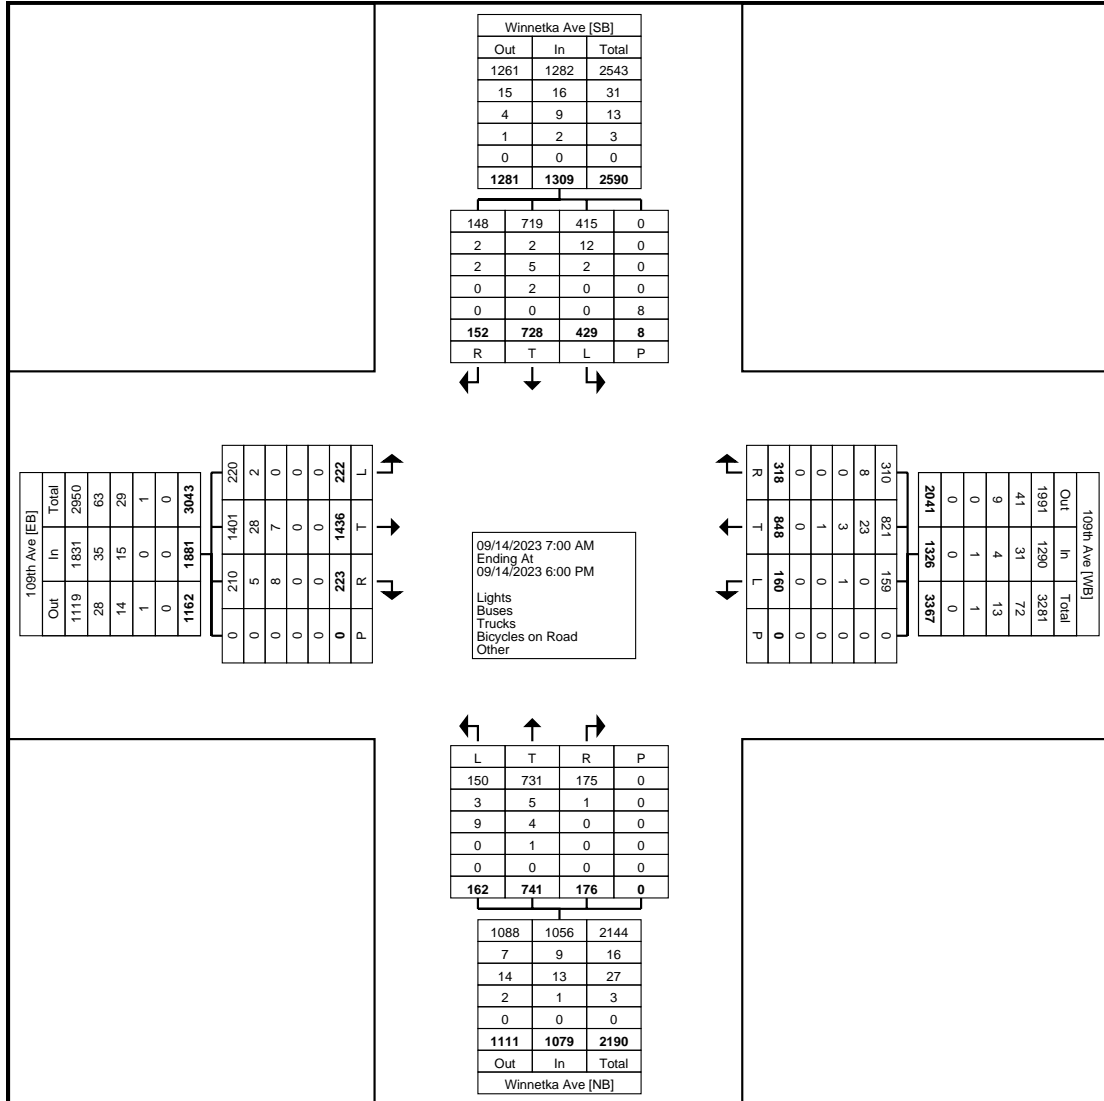 Winnetka Ave [SB]
Out In Total
1261 1282 2543
15 16 31
4 9 13
1 2 3
0 0 0
1281 1309 2590
148 719 415 0
2 2 12 0
2 5 2 0
0 2 0 0
0 0 0 8
152 728 429 8
R T L P
109th Ave [EB]
Total In Out
2950 1831 1119
63 35 28
29 15 14
1 0 1
0 0 0
3043 1881 1162
220 1401 210 0
2 28 5 0
0 7 8 0
0 0 0 0
0 0 0 0
222 1436 223 0
L T R P
09/14/2023 7:00 AM
Ending At
09/14/2023 6:00 PM
Lights
Buses
Trucks
Bicycles on Road
Other
R T L P
318 848 160 0
0 0 0 0
0 1 0 0
0 3 1 0
8 23 0 0
310 821 159 0
109th Ave [WB]
Out In Total
1991 1290 3281
41 31 72
9 4 13
0 1 1
0 0 0
2041 1326 3367
L T R P
150 731 175 0
3 5 1 0
9 4 0 0
0 1 0 0
0 0 0 0
162 741 176 0
1088 1056 2144
7 9 16
14 13 27
2 1 3
0 0 0
1111 1079 2190
Out In Total
Winnetka Ave [NB]